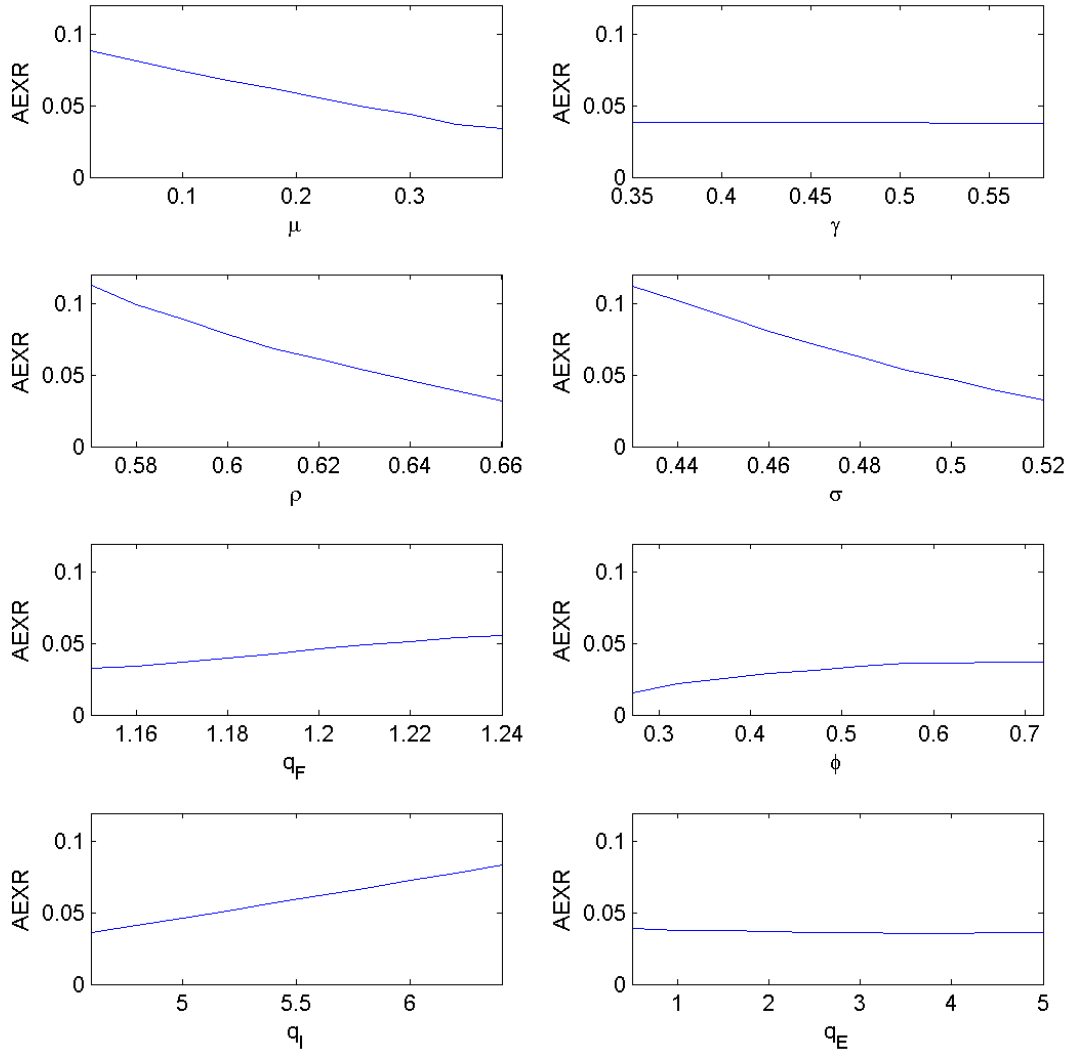 AEXR
0.1
0.05
0
0.1 0.2 0.3
μ
AEXR
0.1
0.05
0
0.35 0.4 0.45 0.5 0.55
γ
AEXR
0.1
0.05
0
0.58 0.6 0.62 0.64 0.66
ρ
AEXR
0.1
0.05
0
0.44 0.46 0.48 0.5 0.52
σ
AEXR
0.1
0.05
0
1.16 1.18 1.2 1.22 1.24
q_F
AEXR
0.1
0.05
0
0.3 0.4 0.5 0.6 0.7
ϕ
AEXR
0.1
0.05
0
5 5.5 6
q_I
AEXR
0.1
0.05
0
1 2 3 4 5
q_E